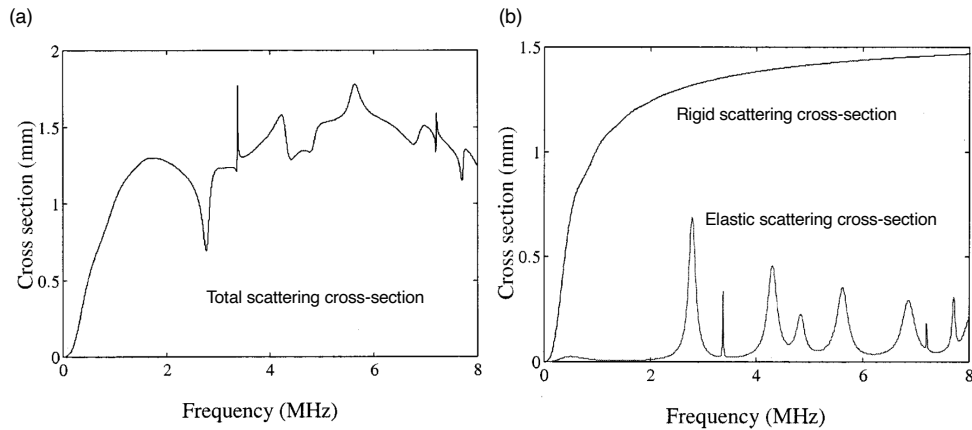 (a)
2
1.5
1
0.5
0
Cross section (mm)
Total scattering cross-section
0 2 4 6 8
Frequency (MHz)
(b)
1.5
1
0.5
0
Cross section (mm)
Rigid scattering cross-section
Elastic scattering cross-section
0 2 4 6 8
Frequency (MHz)